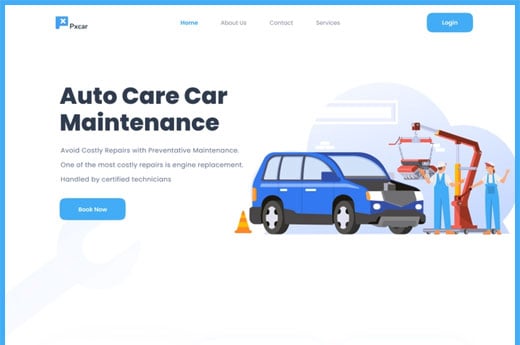 Pxcar
Home
About Us
Contact
Services
Login
Auto Care Car
Maintenance
Avoid Costly Repairs with Preventative Maintenance.
One of the most costly repairs is engine replacement.
Handled by certified technicians
Book Now